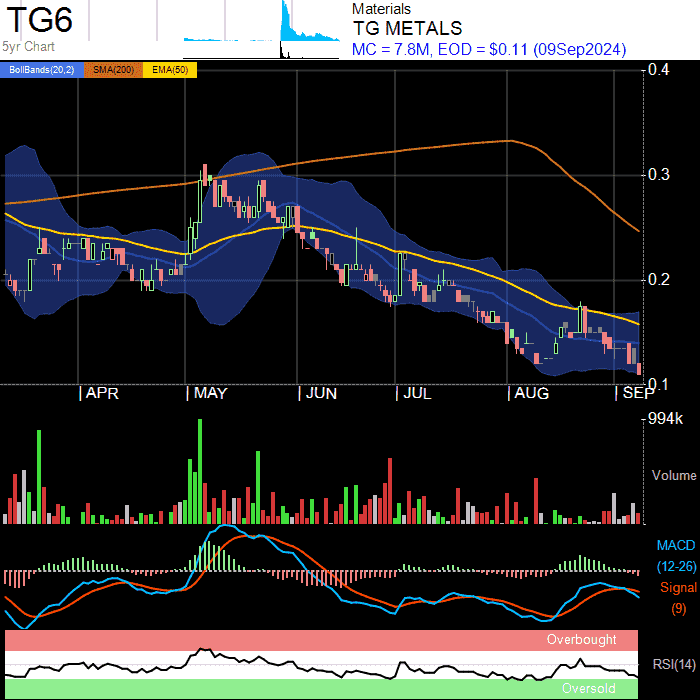 TG6
5yr Chart
Materials
TG METALS
MC = 7.8M, EOD = $0.11 (09Sep2024)
BollBands(20,2) SMA(200) EMA(50)
0.4
0.3
0.2
0.1
APR MAY JUN JUL AUG SEP
994k
Volume
MACD
(12-26)
Signal
(9)
Overbought
RSI(14)
Oversold